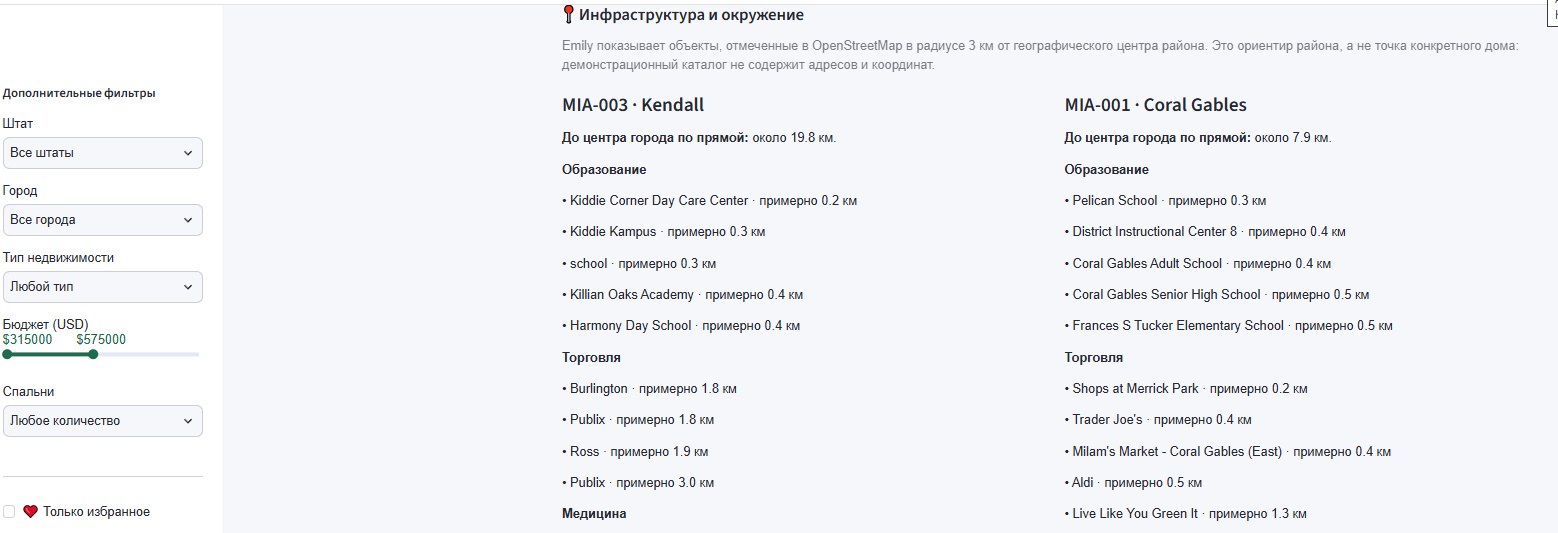 Дополнительные фильтры
Штат
Все штаты
Город
Все города
Тип недвижимости
Любой тип
Бюджет (USD)
$315000 $575000
Спальни
Любое количество
Только избранное
Инфраструктура и окружение
Emily показывает объекты, отмеченные в OpenStreetMap в радиусе 3 км от географического центра района. Это ориентир района, а не точка конкретного дома:
демонстрационный каталог не содержит адресов и координат.
MIA-003 · Kendall
До центра города по прямой: около 19.8 км.
Образование
• Kiddie Corner Day Care Center · примерно 0.2 км
• Kiddie Kampus · примерно 0.3 км
• school · примерно 0.3 км
• Killian Oaks Academy · примерно 0.4 км
• Harmony Day School · примерно 0.4 км
Торговля
• Burlington · примерно 1.8 км
• Publix · примерно 1.8 км
• Ross · примерно 1.9 км
• Publix · примерно 3.0 км
Медицина
MIA-001 · Coral Gables
До центра города по прямой: около 7.9 км.
Образование
• Pelican School · примерно 0.3 км
• District Instructional Center 8 · примерно 0.4 км
• Coral Gables Adult School · примерно 0.4 км
• Coral Gables Senior High School · примерно 0.5 км
• Frances S Tucker Elementary School · примерно 0.5 км
Торговля
• Shops at Merrick Park · примерно 0.2 км
• Trader Joe's · примерно 0.4 км
• Milam's Market - Coral Gables (East) · примерно 0.4 км
• Aldi · примерно 0.5 км
• Live Like You Green It · примерно 1.3 км